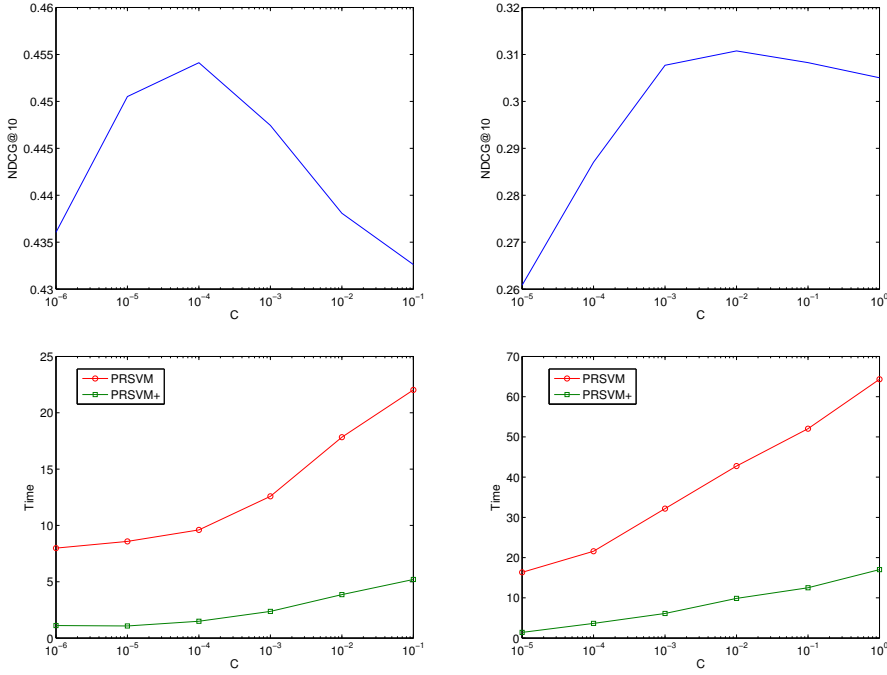 0.46
0.455
0.45
0.445
0.44
0.435
0.43
NDCG@10
10⁻⁶ 10⁻⁵ 10⁻⁴ 10⁻³ 10⁻² 10⁻¹
C
0.32
0.31
0.3
0.29
0.28
0.27
0.26
NDCG@10
10⁻⁵ 10⁻⁴ 10⁻³ 10⁻² 10⁻¹ 10⁰
C
25
20
15
10
5
0
Time
PRSVM
PRSVM+
10⁻⁶ 10⁻⁵ 10⁻⁴ 10⁻³ 10⁻² 10⁻¹
C
70
60
50
40
30
20
10
0
Time
PRSVM
PRSVM+
10⁻⁵ 10⁻⁴ 10⁻³ 10⁻² 10⁻¹ 10⁰
C